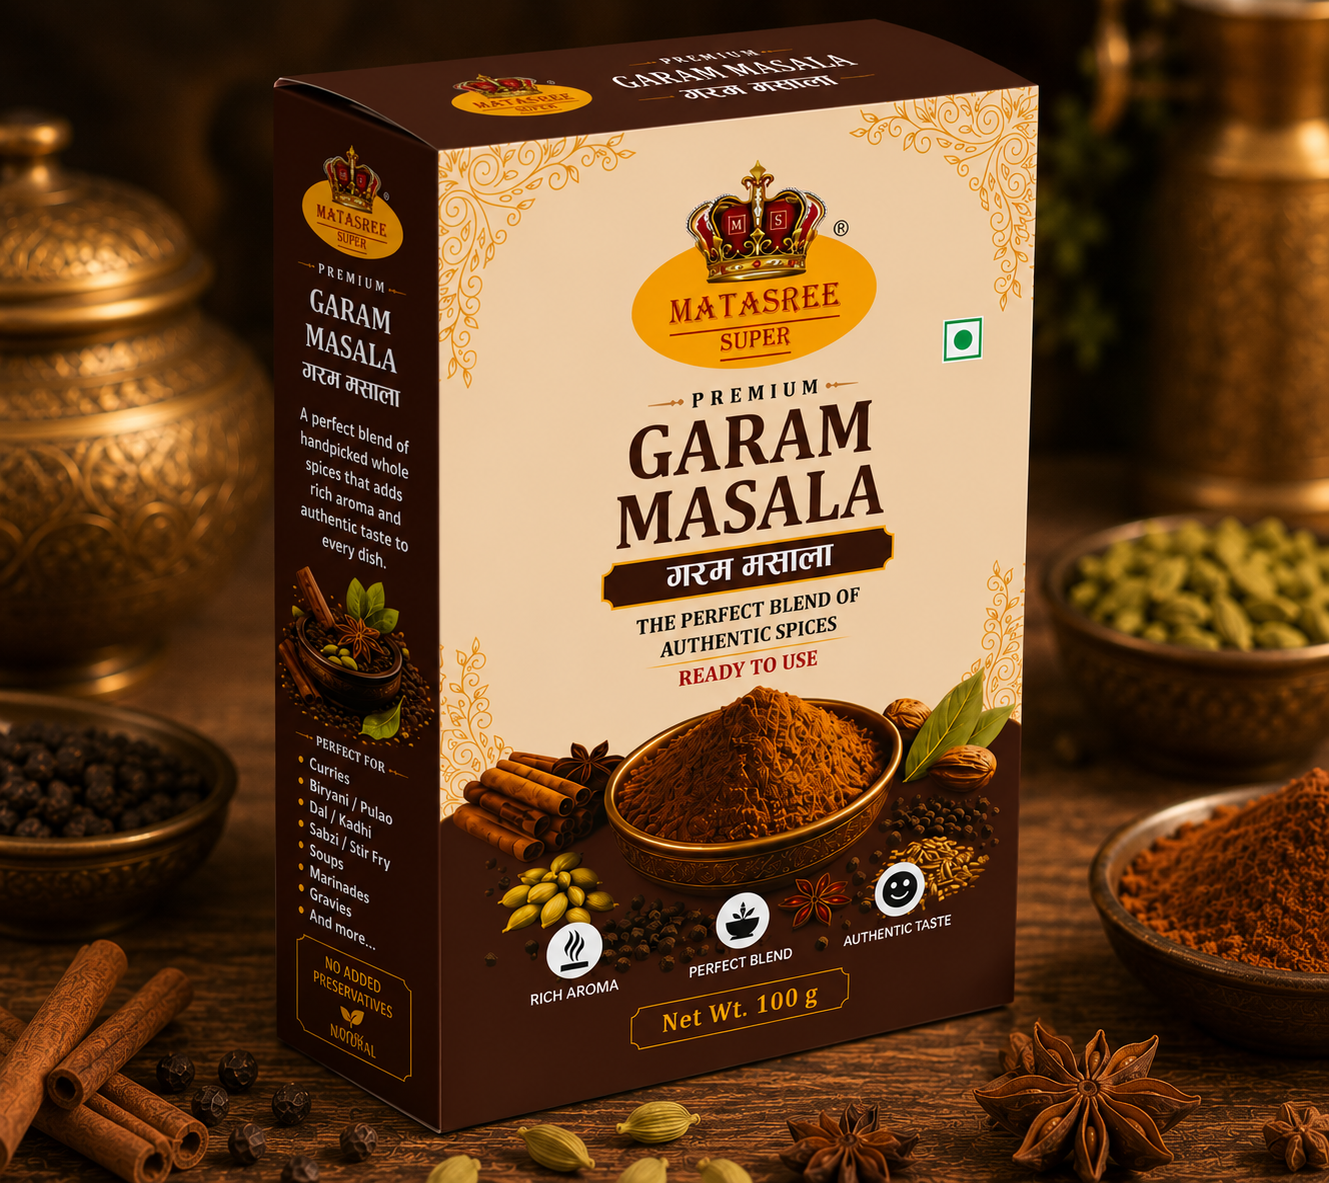 PREMIUM
GARAM MASALA
गरम मसाला
MATASREE
SUPER
®
MATASREE
SUPER
®
PREMIUM
GARAM
MASALA
गरम मसाला
A perfect blend of
handpicked whole
spices that adds
rich aroma and
authentic taste to
every dish.
PERFECT FOR
• Curries
• Biryani / Pulao
• Dal / Kadhi
• Sabzi / Stir Fry
• Soups
• Marinades
• Gravies
• And more...
NO ADDED
PRESERVATIVES
M S
®
MATASREE
SUPER
PREMIUM
GARAM
MASALA
गरम मसाला
THE PERFECT BLEND OF
AUTHENTIC SPICES
READY TO USE
RICH AROMA
PERFECT BLEND
AUTHENTIC TASTE
Net Wt. 100 g